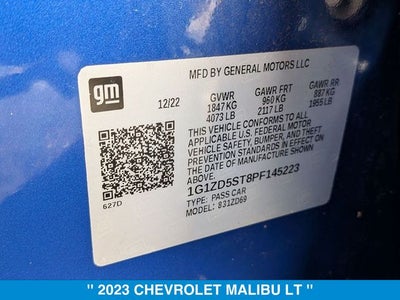 MFD BY GENERAL MOTORS LLC
gm
12/22
GVWR GAWR FRT GAWR RR
1847 KG 960 KG 887 KG
4073 LB 2117 LB 1955 LB
THIS VEHICLE CONFORMS TO ALL
APPLICABLE U.S. FEDERAL MOTOR
VEHICLE SAFETY, BUMPER, AND THEFT
PREVENTION STANDARDS IN EFFECT ON
THE DATE OF MANUFACTURE SHOWN ABOVE.
1G1ZD5ST8PF145223
TYPE: PASS CAR
MODEL: 831ZD69
627D
" 2023 CHEVROLET MALIBU LT "